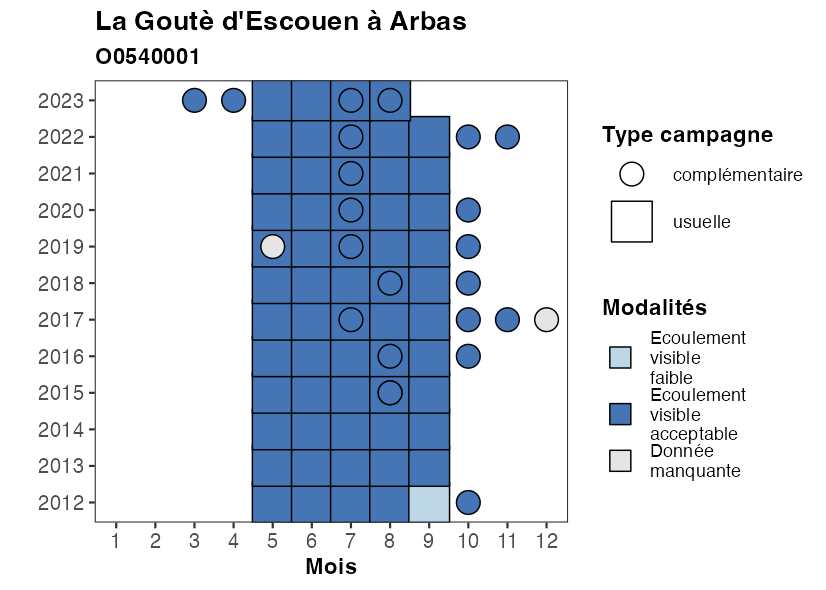 La Goutè d'Escouen à Arbas
O0540001
2023
2022
2021
2020
2019
2018
2017
2016
2015
2014
2013
2012
1 2 3 4 5 6 7 8 9 10 11 12
Mois
Type campagne
complémentaire
usuelle
Modalités
Ecoulement
visible
faible
Ecoulement
visible
acceptable
Donnée
manquante